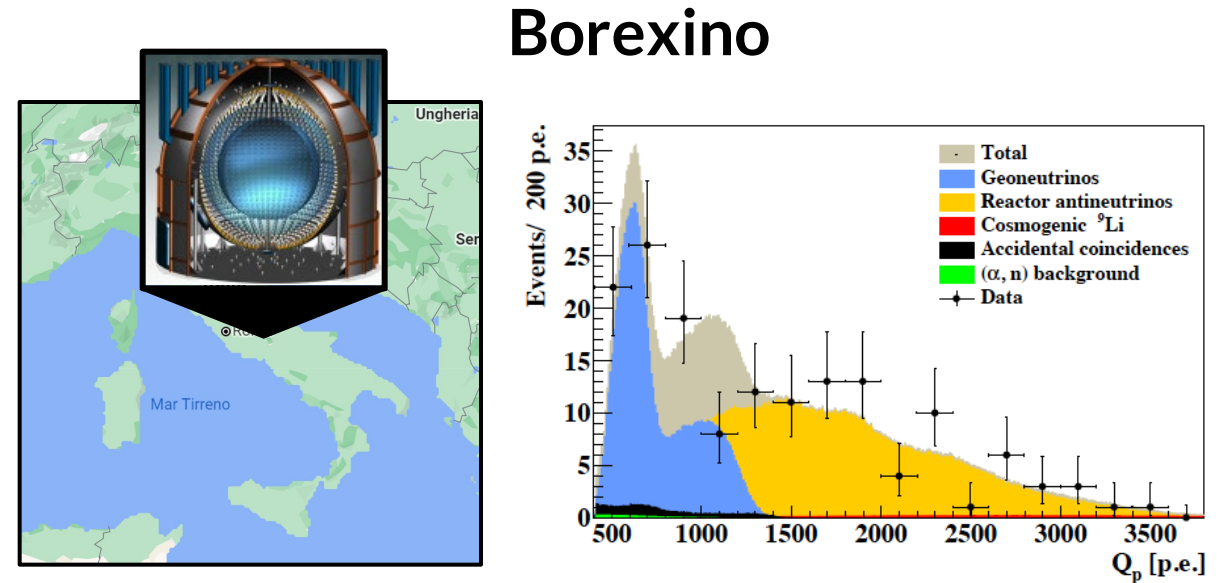 Borexino
Ungheria
Ser
Mar Tirreno
Events/ 200 p.e.
35
30
25
20
15
10
5
0
Total
Geoneutrinos
Reactor antineutrinos
Cosmogenic ⁹Li
Accidental coincidences
(α, n) background
Data
500 1000 1500 2000 2500 3000 3500
Qₚ [p.e.]